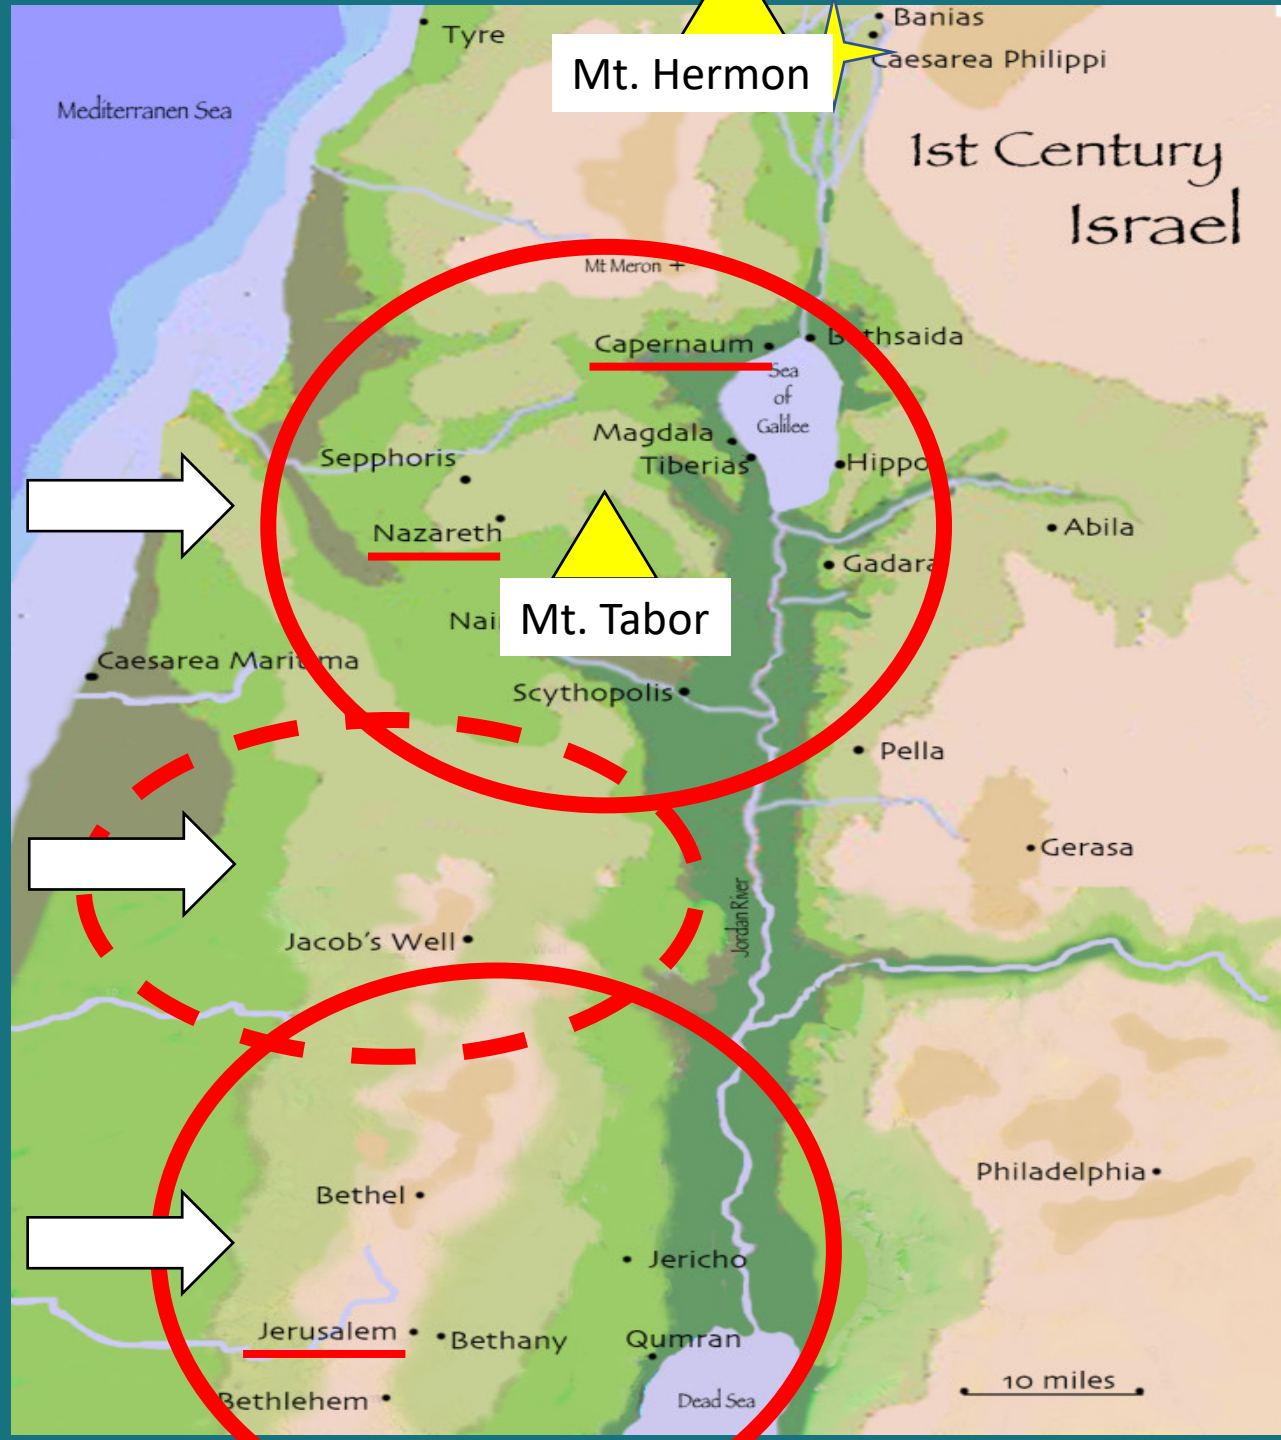 Tyre
Banias
Caesarea Philippi
Mt. Hermon
Mediterranen Sea
1st Century
Israel
Mt Meron
Capernaum
Bethsaida
Sea
of
Galilee
Magdala
Tiberias
Sepphoris
Hippo
Nazareth
Abila
Gadara
Nai
Mt. Tabor
Caesarea Maritima
Scythopolis
Pella
Gerasa
Jordan River
Jacob's Well
Philadelphia
Bethel
Jericho
Jerusalem
Bethany
Qumran
10 miles
Bethlehem
Dead Sea